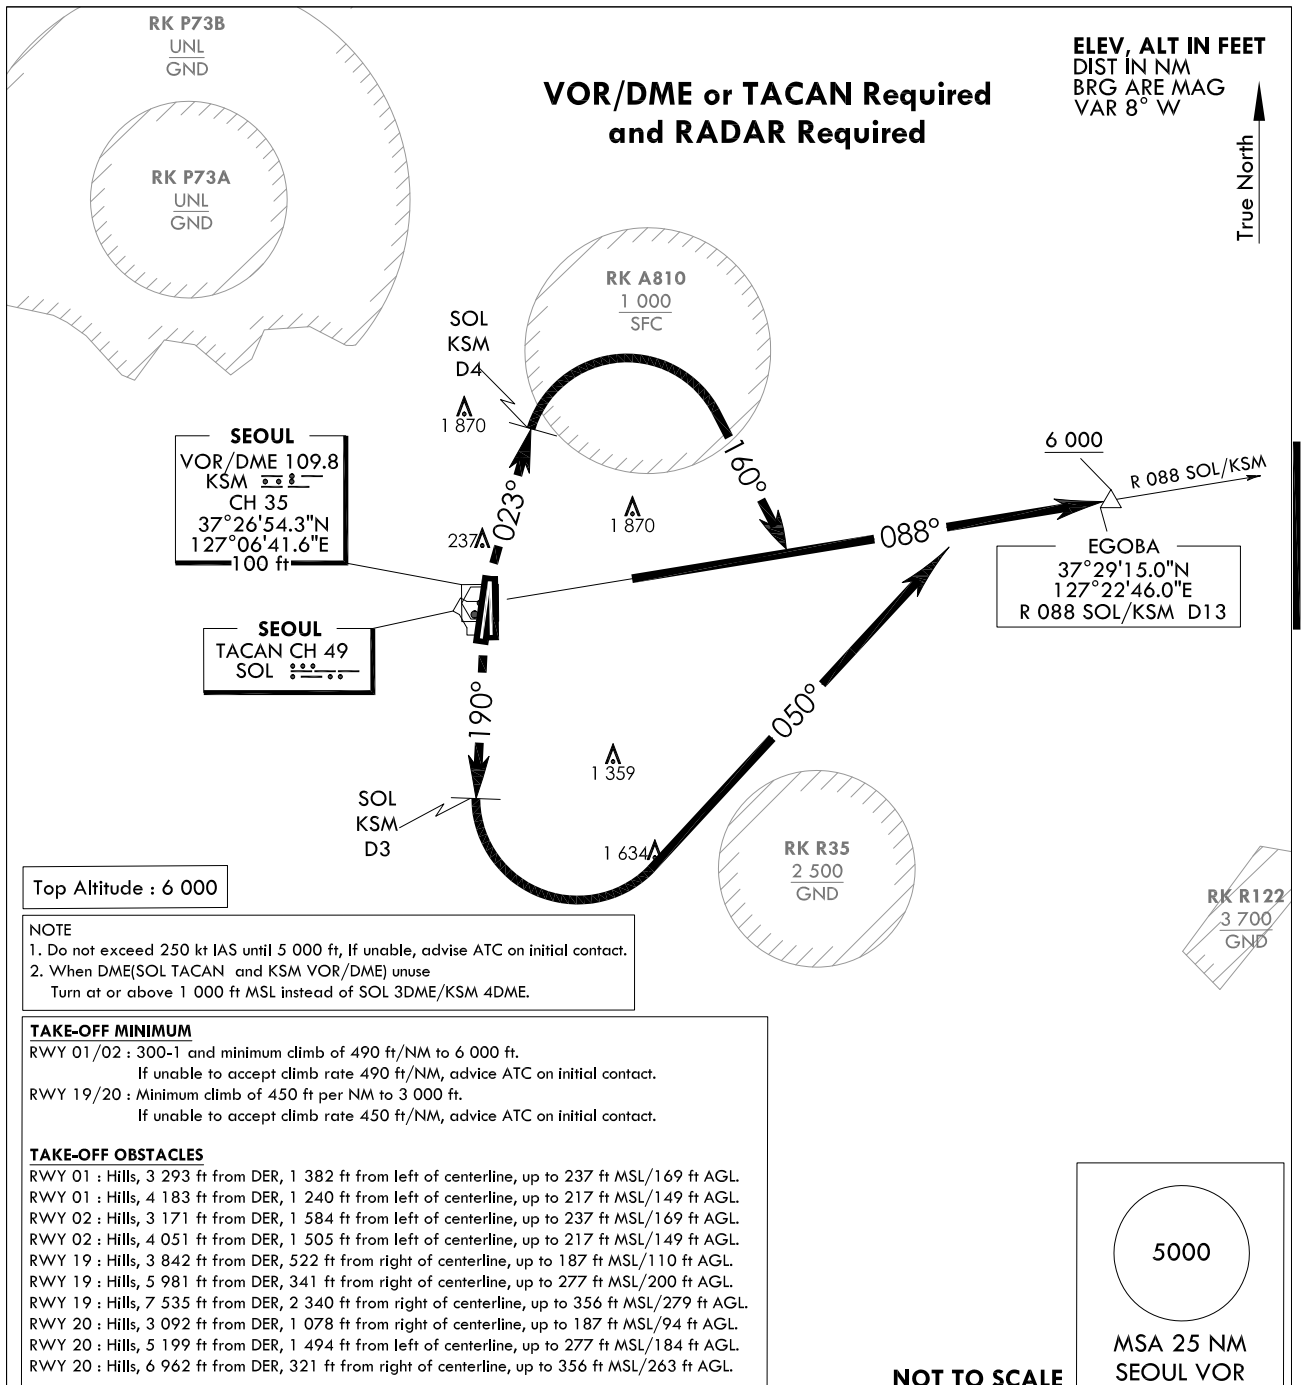 RK P73B
UNL
GND
ELEV, ALT IN FEET
DIST IN NM
BRG ARE MAG
VAR 8° W
True North
VOR/DME or TACAN Required
and RADAR Required
RK P73A
UNL
GND
RK A810
1 000
SFC
SOL
KSM
D4
1 870
SEOUL
VOR/DME 109.8
KSM
CH 35
37°26'54.3"N
127°06'41.6"E
100 ft
237
023°
160°
1 870
6 000
R 088 SOL/KSM
088°
EGOBA
37°29'15.0"N
127°22'46.0"E
R 088 SOL/KSM D13
SEOUL
TACAN CH 49
SOL
190°
050°
1 359
SOL
KSM
D3
1 634
RK R35
2 500
GND
RK R122
3 700
GND
Top Altitude : 6 000
NOTE
1. Do not exceed 250 kt IAS until 5 000 ft, If unable, advise ATC on initial contact.
2. When DME(SOL TACAN and KSM VOR/DME) unuse
Turn at or above 1 000 ft MSL instead of SOL 3DME/KSM 4DME.
TAKE-OFF MINIMUM
RWY 01/02 : 300-1 and minimum climb of 490 ft/NM to 6 000 ft.
If unable to accept climb rate 490 ft/NM, advice ATC on initial contact.
RWY 19/20 : Minimum climb of 450 ft per NM to 3 000 ft.
If unable to accept climb rate 450 ft/NM, advice ATC on initial contact.
TAKE-OFF OBSTACLES
RWY 01 : Hills, 3 293 ft from DER, 1 382 ft from left of centerline, up to 237 ft MSL/169 ft AGL.
RWY 01 : Hills, 4 183 ft from DER, 1 240 ft from left of centerline, up to 217 ft MSL/149 ft AGL.
RWY 02 : Hills, 3 171 ft from DER, 1 584 ft from left of centerline, up to 237 ft MSL/169 ft AGL.
RWY 02 : Hills, 4 051 ft from DER, 1 505 ft from left of centerline, up to 217 ft MSL/149 ft AGL.
RWY 19 : Hills, 3 842 ft from DER, 522 ft from right of centerline, up to 187 ft MSL/110 ft AGL.
RWY 19 : Hills, 5 981 ft from DER, 341 ft from right of centerline, up to 277 ft MSL/200 ft AGL.
RWY 19 : Hills, 7 535 ft from DER, 2 340 ft from right of centerline, up to 356 ft MSL/279 ft AGL.
RWY 20 : Hills, 3 092 ft from DER, 1 078 ft from right of centerline, up to 187 ft MSL/94 ft AGL.
RWY 20 : Hills, 5 199 ft from DER, 1 494 ft from left of centerline, up to 277 ft MSL/184 ft AGL.
RWY 20 : Hills, 6 962 ft from DER, 321 ft from right of centerline, up to 356 ft MSL/263 ft AGL.
5000
MSA 25 NM
SEOUL VOR
NOT TO SCALE